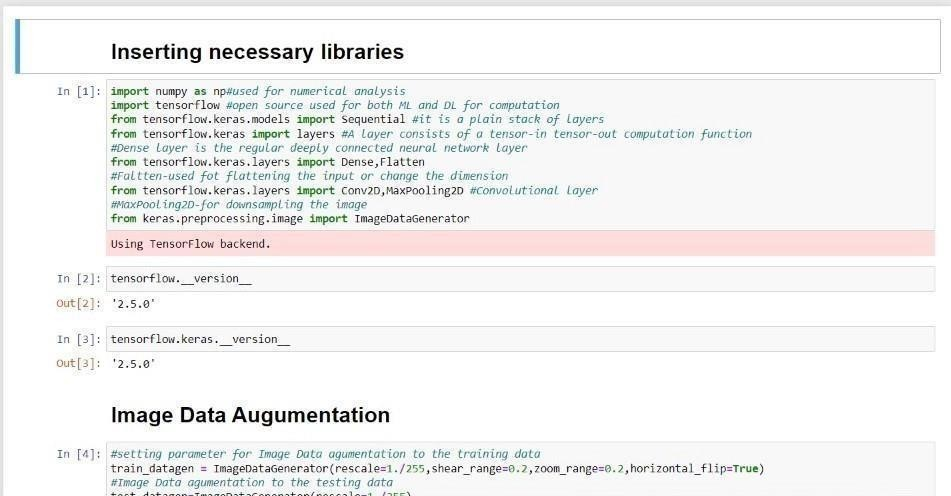 Inserting necessary libraries
In [1]: import numpy as np#used for numerical analysis
import tensorflow #open source used for both ML and DL for computation
from tensorflow.keras.models import Sequential #it is a plain stack of layers
from tensorflow.keras import layers #A layer consists of a tensor-in tensor-out computation function
#Dense layer is the regular deeply connected neural network layer
from tensorflow.keras.layers import Dense,Flatten
#Faltten-used fot flattening the input or change the dimension
from tensorflow.keras.layers import Conv2D,MaxPooling2D #Convolutional layer
#MaxPooling2D-for downsampling the image
from keras.preprocessing.image import ImageDataGenerator
Using TensorFlow backend.
In [2]: tensorflow.__version__
Out[2]: '2.5.0'
In [3]: tensorflow.keras.__version__
Out[3]: '2.5.0'
Image Data Augumentation
In [4]: #setting parameter for Image Data agumentation to the training data
train_datagen = ImageDataGenerator(rescale=1./255,shear_range=0.2,zoom_range=0.2,horizontal_flip=True)
#Image Data agumentation to the testing data
test_datagen=ImageDataGenerator(rescale=1./255)